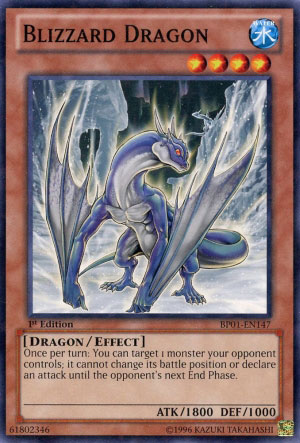 BLIZZARD DRAGON
WATER
水
1st Edition
BP01-EN147
[DRAGON / EFFECT]
Once per turn: You can target 1 monster your opponent
controls; it cannot change its battle position or declare
an attack until the opponent's next End Phase.
ATK/1800 DEF/1000
61802346
©1996 KAZUKI TAKAHASHI